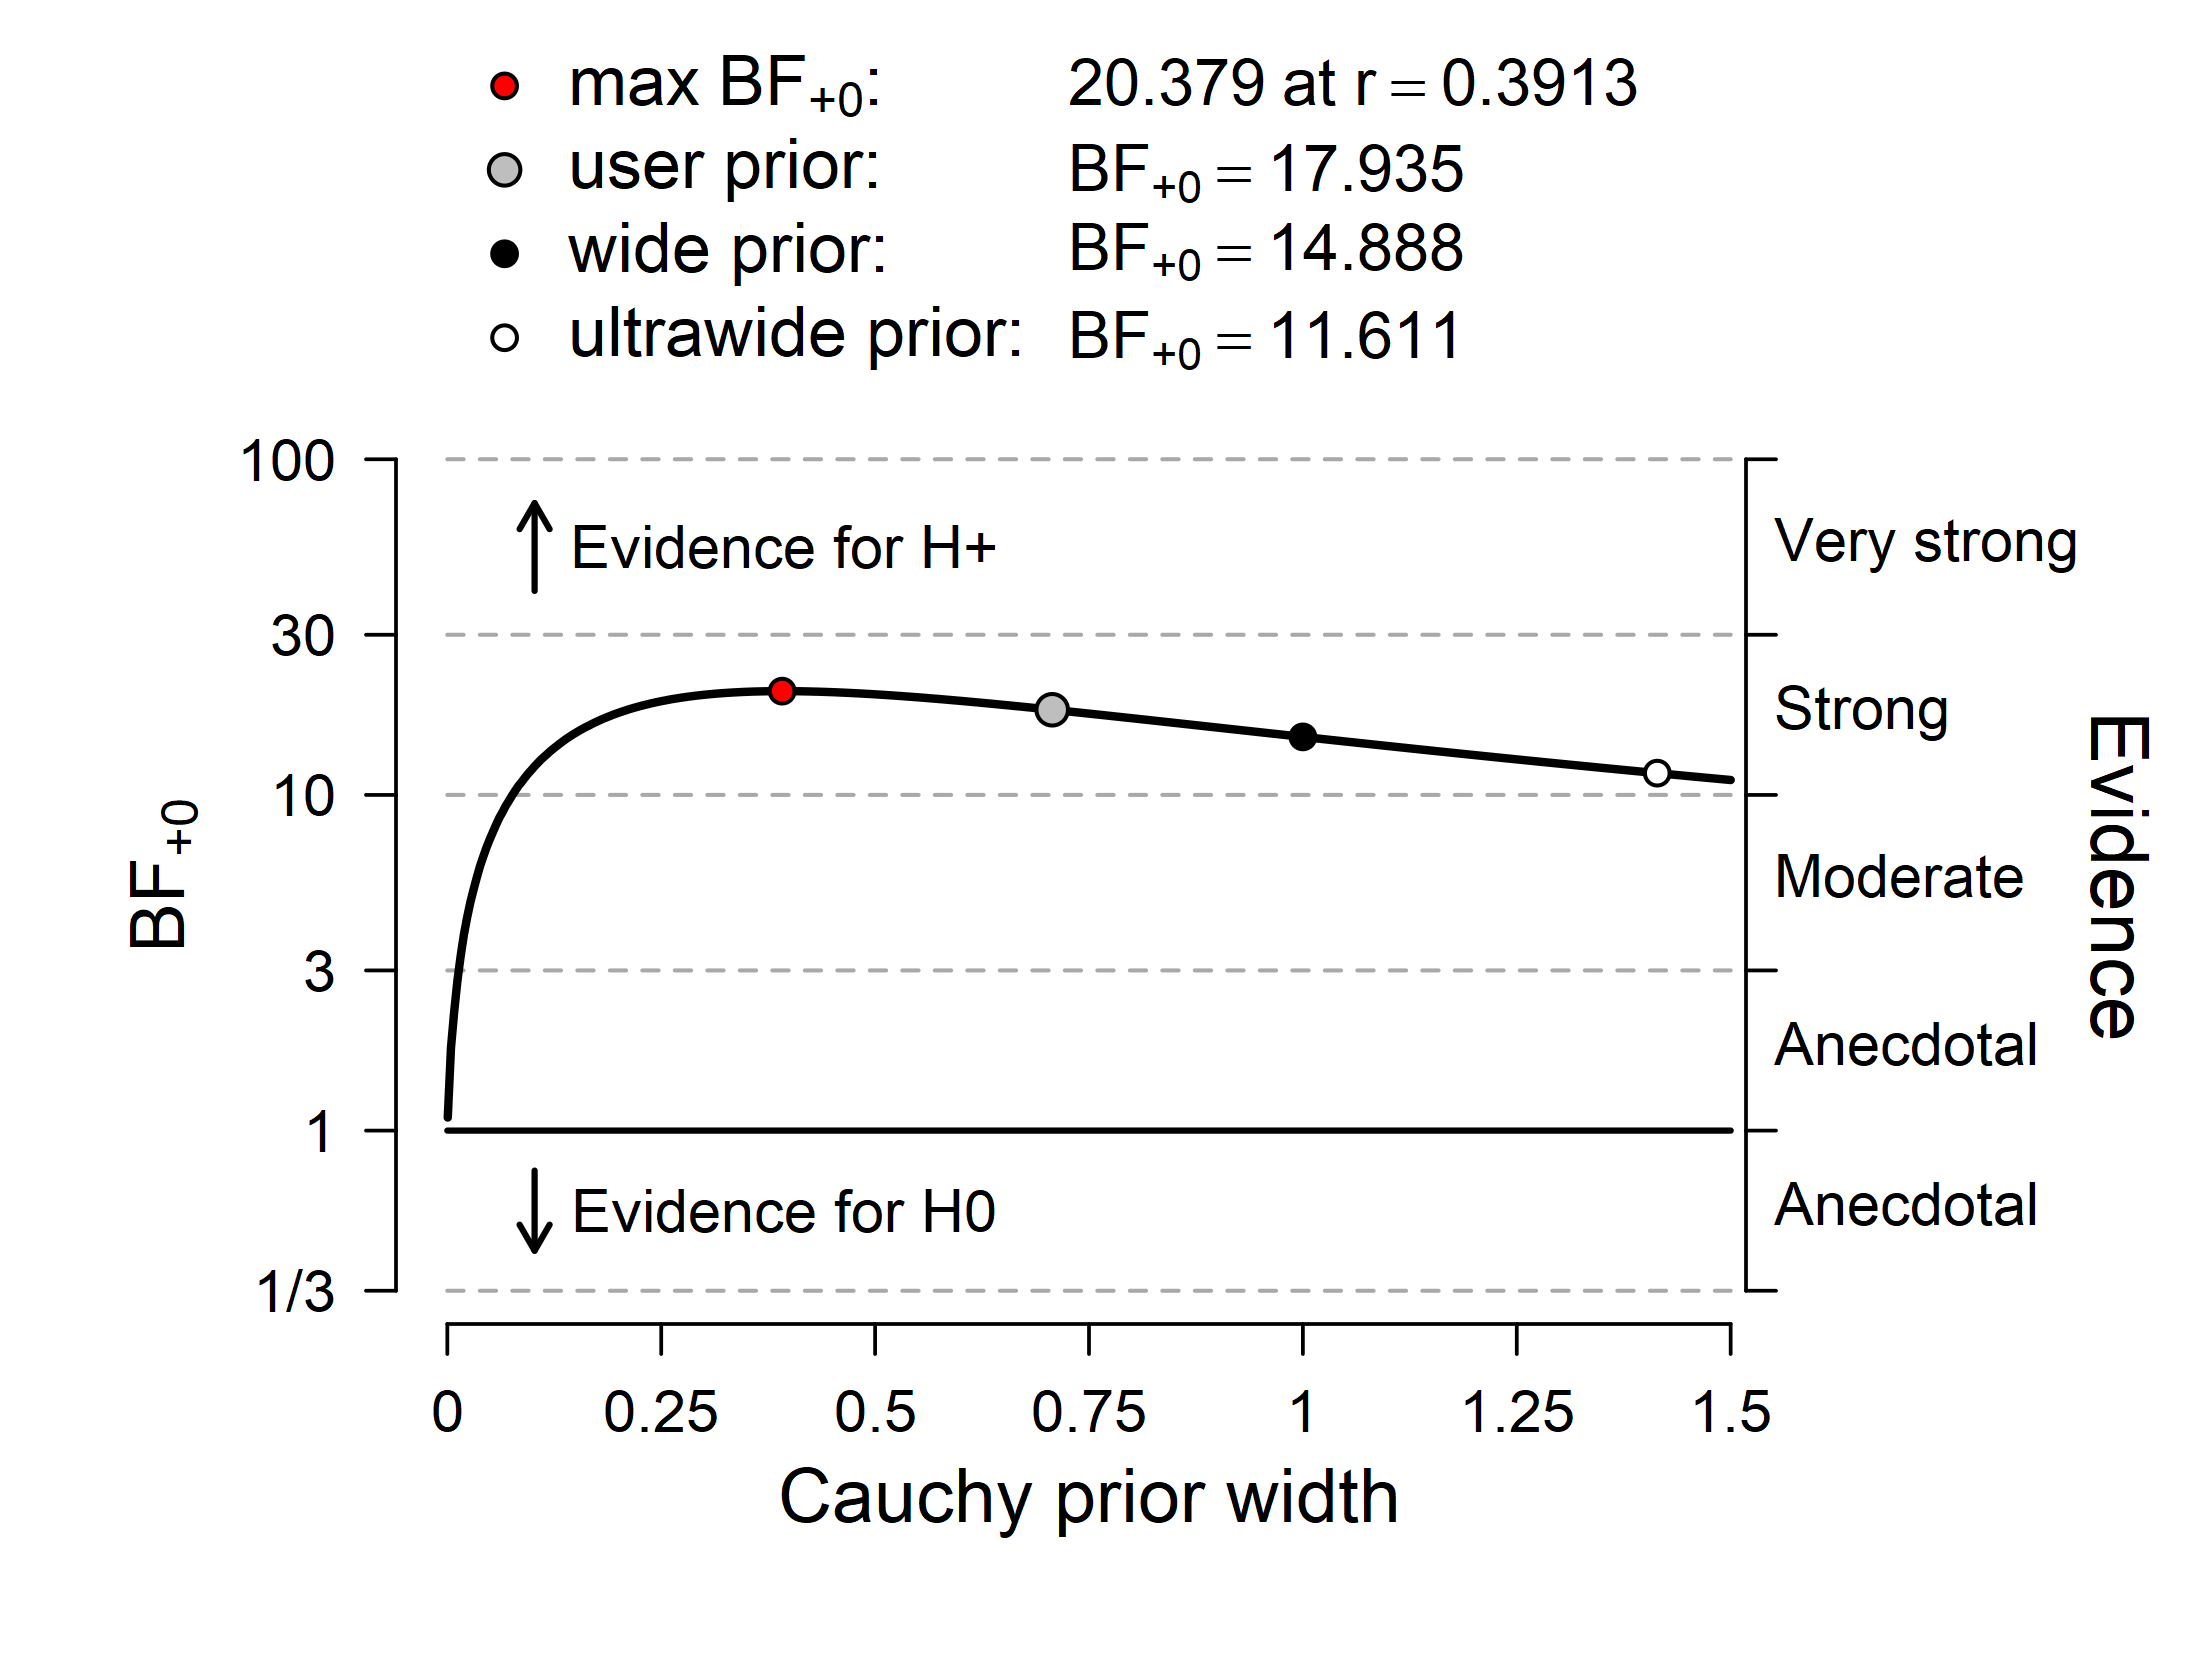 max BF+0: 20.379 at r = 0.3913
user prior: BF+0 = 17.935
wide prior: BF+0 = 14.888
ultrawide prior: BF+0 = 11.611
100
30
10
3
1
1/3
BF+0
Evidence for H+
Evidence for H0
Very strong
Strong
Moderate
Anecdotal
Anecdotal
Evidence
0 0.25 0.5 0.75 1 1.25 1.5
Cauchy prior width